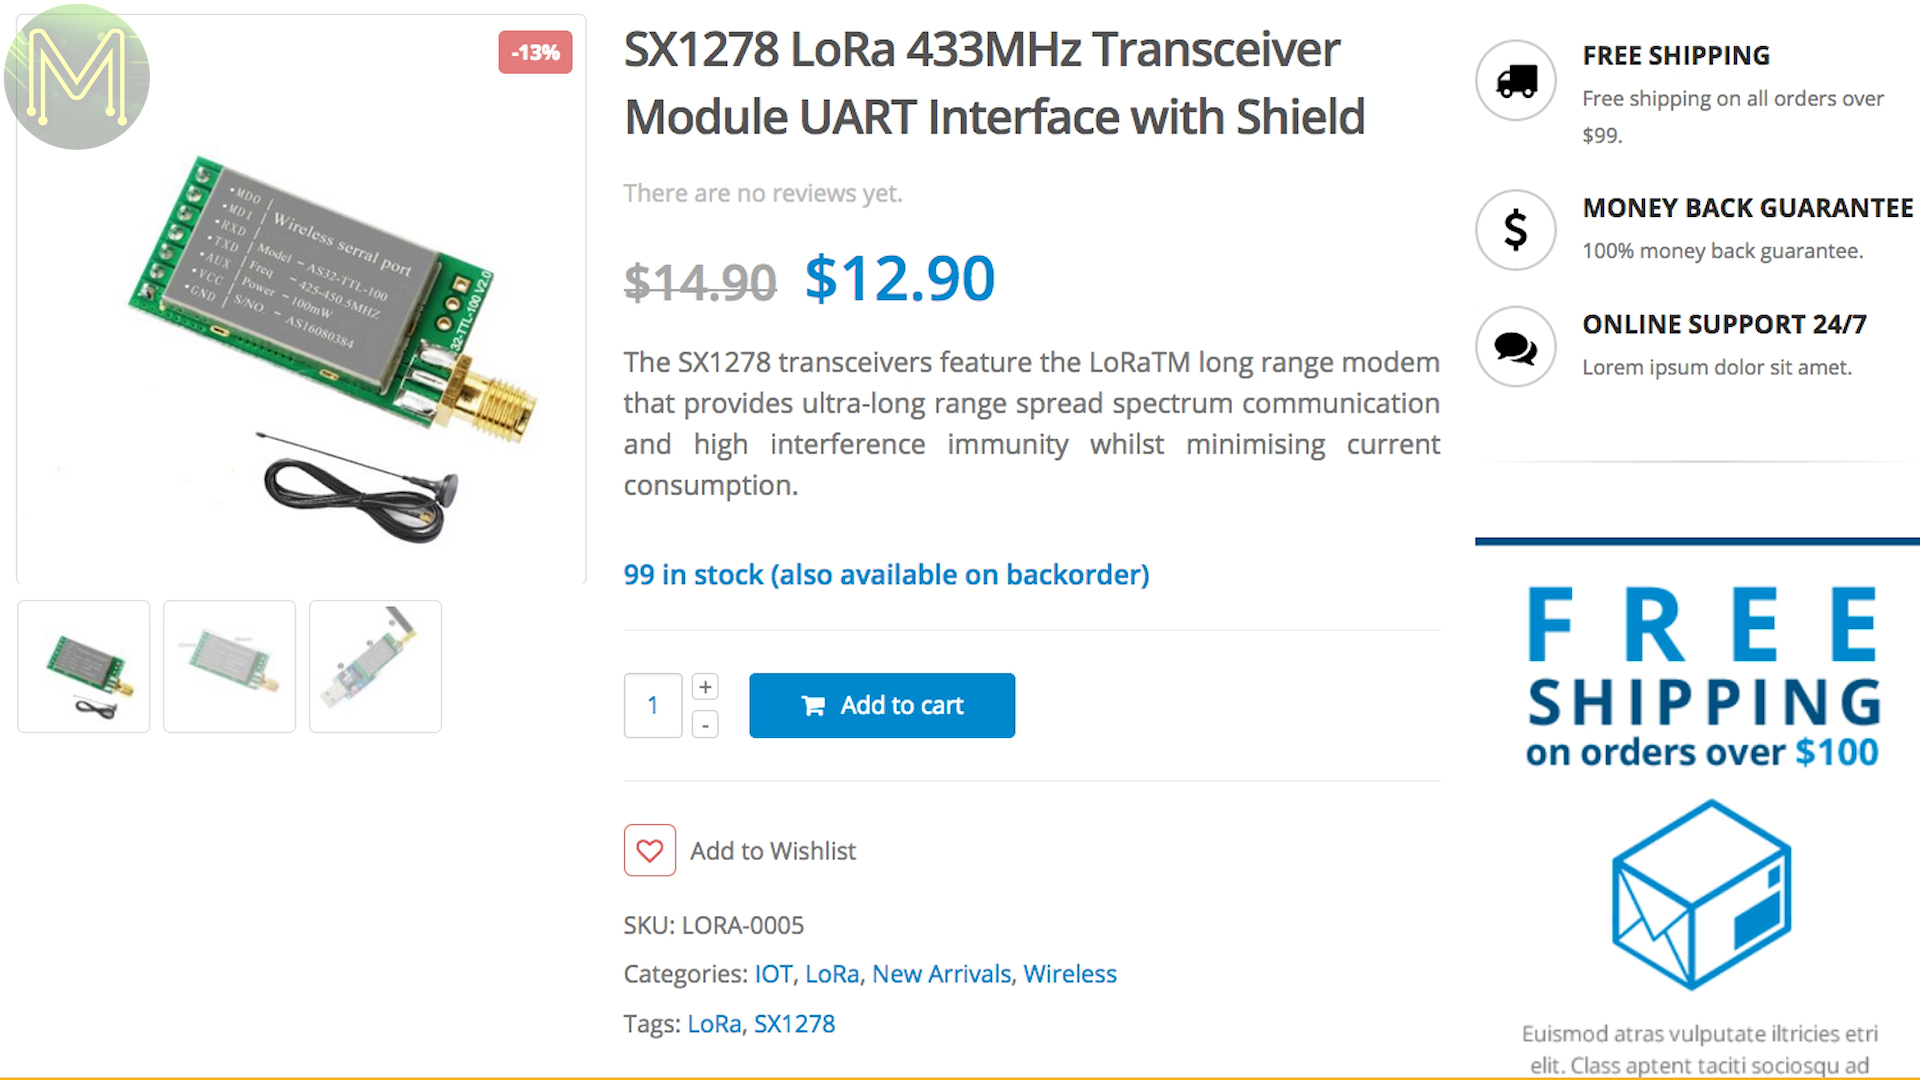 M
-13%
•MD0
•MD1
•RXD
•TXD
•AUX
•VCC
•GND
Wireless serral port
Model - AS32-TTL-100
Freq - 425-450.5MHZ
Power - 100mW
S/NO. - AS16080384
32-TTL-100 V2.0
SX1278 LoRa 433MHz Transceiver
Module UART Interface with Shield
There are no reviews yet.
$14.90 $12.90
The SX1278 transceivers feature the LoRaTM long range modem
that provides ultra-long range spread spectrum communication
and high interference immunity whilst minimising current
consumption.
99 in stock (also available on backorder)
1
+
-
Add to cart
Add to Wishlist
SKU: LORA-0005
Categories: IOT, LoRa, New Arrivals, Wireless
Tags: LoRa, SX1278
FREE SHIPPING
Free shipping on all orders over
$99.
$
MONEY BACK GUARANTEE
100% money back guarantee.
ONLINE SUPPORT 24/7
Lorem ipsum dolor sit amet.
FREE
SHIPPING
on orders over $100
Euismod atras vulputate iltricies etri
elit. Class aptent taciti sociosqu ad